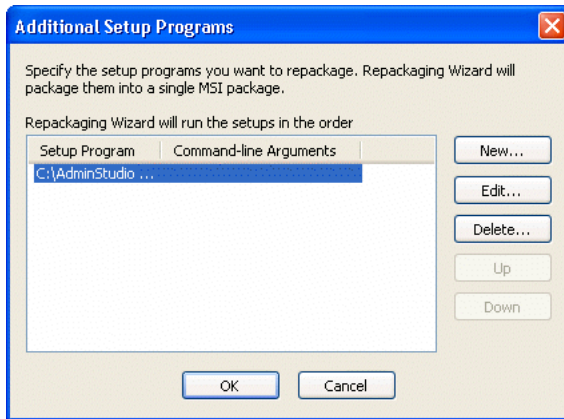 Additional Setup Programs
Specify the setup programs you want to repackage. Repackaging Wizard will
package them into a single MSI package.
Repackaging Wizard will run the setups in the order
Setup Program Command-line Arguments
C:\AdminStudio ...
New...
Edit...
Delete...
Up
Down
OK Cancel